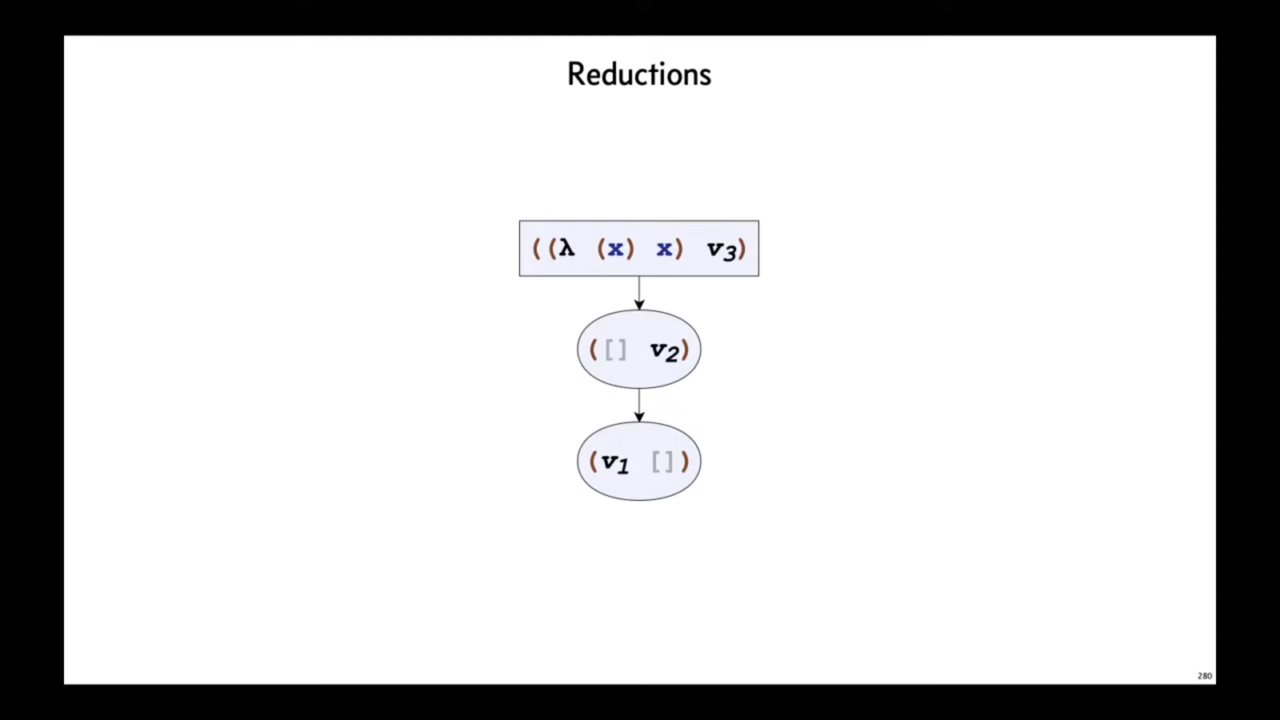 Reductions
((λ (x) x) v₃)
([] v₂)
(v₁ [])
280